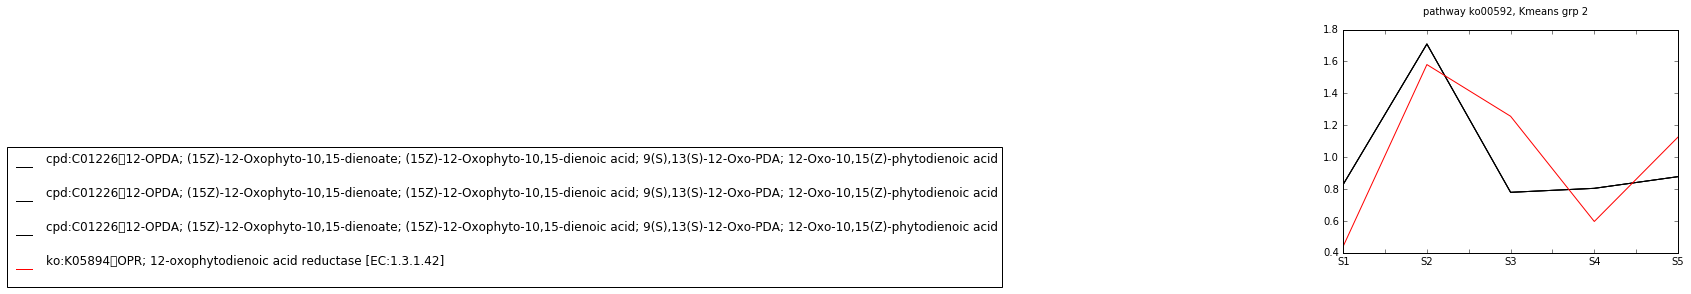 pathway ko00592, Kmeans grp 2
1.8
1.6
1.4
1.2
1.0
0.8
0.6
0.4
S1 S2 S3 S4 S5
cpd:C01226▯12-OPDA; (15Z)-12-Oxophyto-10,15-dienoate; (15Z)-12-Oxophyto-10,15-dienoic acid; 9(S),13(S)-12-Oxo-PDA; 12-Oxo-10,15(Z)-phytodienoic acid
cpd:C01226▯12-OPDA; (15Z)-12-Oxophyto-10,15-dienoate; (15Z)-12-Oxophyto-10,15-dienoic acid; 9(S),13(S)-12-Oxo-PDA; 12-Oxo-10,15(Z)-phytodienoic acid
cpd:C01226▯12-OPDA; (15Z)-12-Oxophyto-10,15-dienoate; (15Z)-12-Oxophyto-10,15-dienoic acid; 9(S),13(S)-12-Oxo-PDA; 12-Oxo-10,15(Z)-phytodienoic acid
ko:K05894▯OPR; 12-oxophytodienoic acid reductase [EC:1.3.1.42]